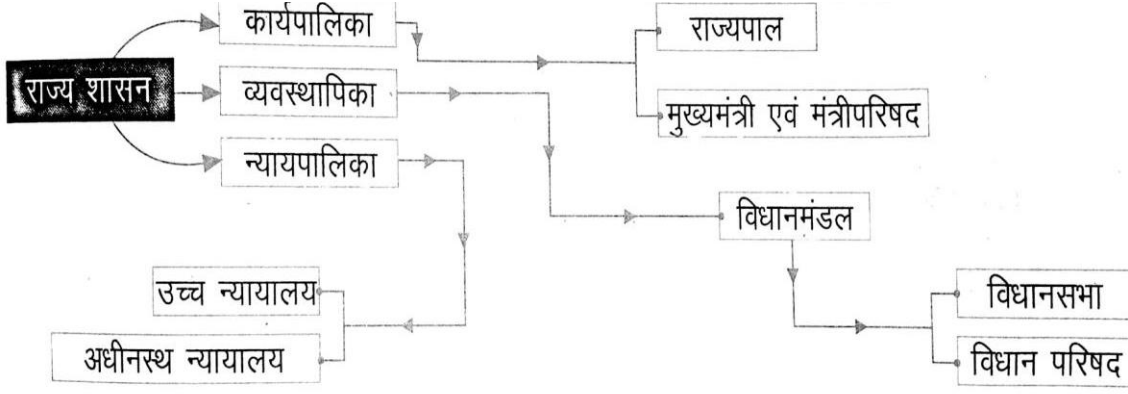 कार्यपालिका
राज्यपाल
राज्य शासन
व्यवस्थापिका
मुख्यमंत्री एवं मंत्रीपरिषद
न्यायपालिका
विधानमंडल
उच्च न्यायालय
विधानसभा
अधीनस्थ न्यायालय
विधान परिषद